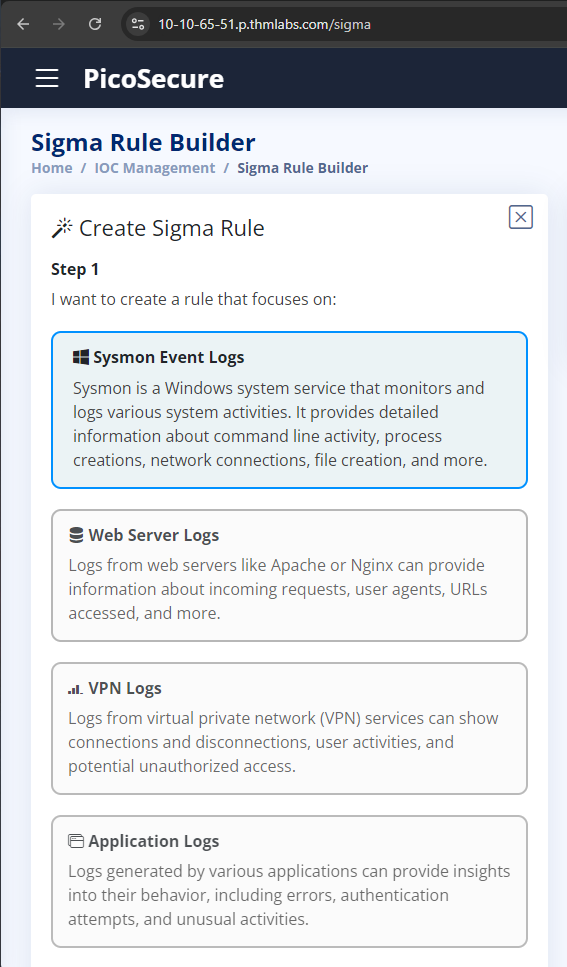 10-10-65-51.p.thmlabs.com/sigma
PicoSecure
Sigma Rule Builder
Home / IOC Management / Sigma Rule Builder
Create Sigma Rule
Step 1
I want to create a rule that focuses on:
Sysmon Event Logs
Sysmon is a Windows system service that monitors and
logs various system activities. It provides detailed
information about command line activity, process
creations, network connections, file creation, and more.
Web Server Logs
Logs from web servers like Apache or Nginx can provide
information about incoming requests, user agents, URLs
accessed, and more.
VPN Logs
Logs from virtual private network (VPN) services can show
connections and disconnections, user activities, and
potential unauthorized access.
Application Logs
Logs generated by various applications can provide insights
into their behavior, including errors, authentication
attempts, and unusual activities.